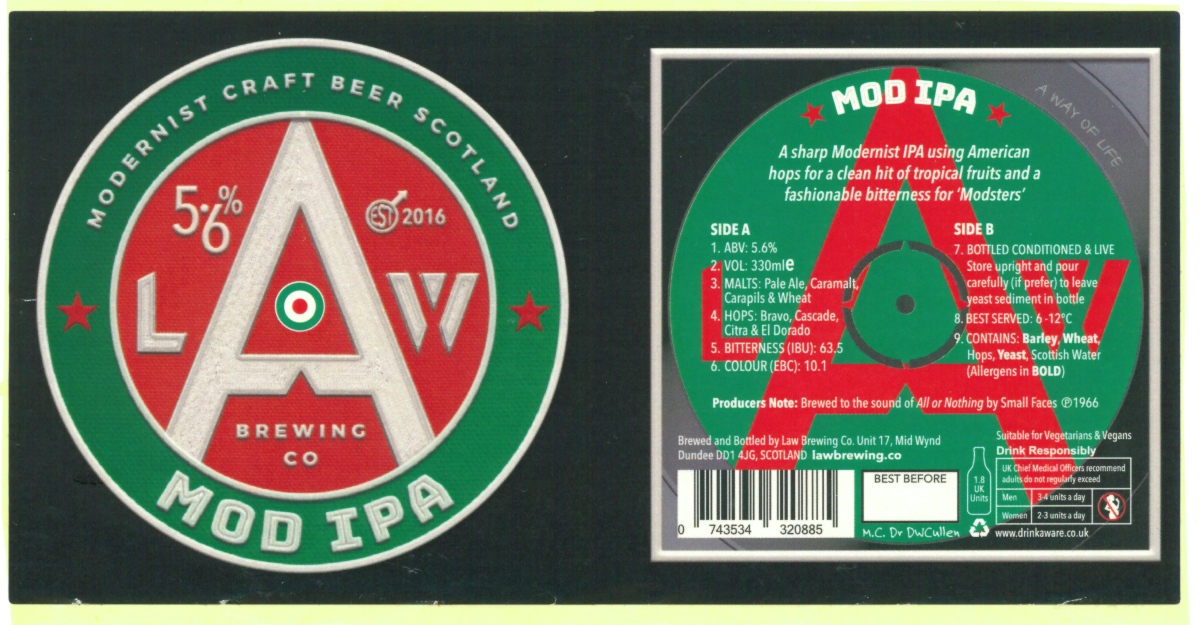 MODERNIST CRAFT BEER SCOTLAND
5.6%
EST 2016
LAW
BREWING
CO
MOD IPA
MOD IPA
A WAY OF LIFE
A sharp Modernist IPA using American
hops for a clean hit of tropical fruits and a
fashionable bitterness for ‘Modsters’
SIDE A
1. ABV: 5.6%
2. VOL: 330ml e
3. MALTS: Pale Ale, Caramalt,
Carapils & Wheat
4. HOPS: Bravo, Cascade,
Citra & El Dorado
5. BITTERNESS (IBU): 63.5
6. COLOUR (EBC): 10.1
SIDE B
7. BOTTLED CONDITIONED & LIVE
Store upright and pour
carefully (if prefer) to leave
yeast sediment in bottle
8. BEST SERVED: 6 -12°C
9. CONTAINS: Barley, Wheat,
Hops, Yeast, Scottish Water
(Allergens in BOLD)
LAW
Producers Note: Brewed to the sound of All or Nothing by Small Faces ℗1966
Brewed and Bottled by Law Brewing Co. Unit 17, Mid Wynd
Dundee DD1 4JG, SCOTLAND lawbrewing.co
0 743534 320885
BEST BEFORE
M.C. Dr DWCullen
1.8
UK
Units
Suitable for Vegetarians & Vegans
Drink Responsibly
UK Chief Medical Officers recommend
adults do not regularly exceed
Men 3-4 units a day
Women 2-3 units a day
www.drinkaware.co.uk